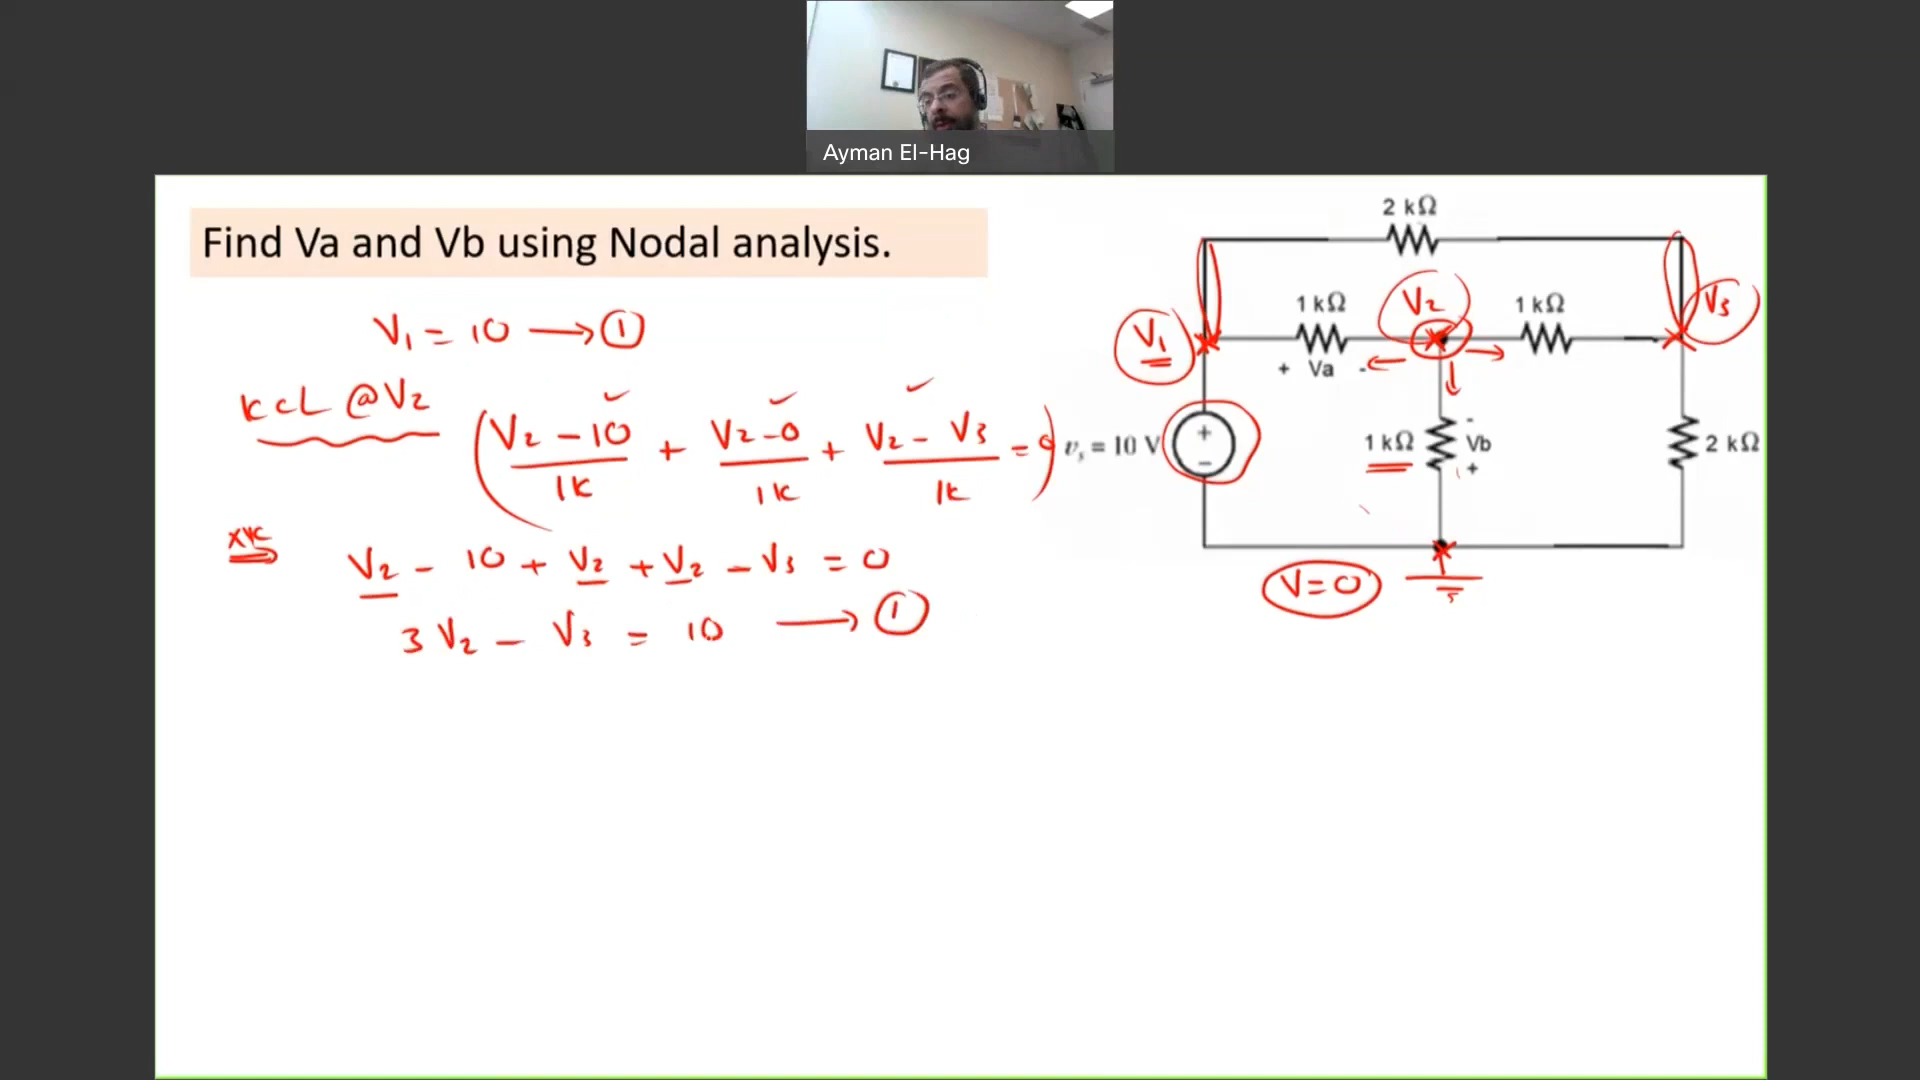 Ayman El-Hag
Find Va and Vb using Nodal analysis.
V₁ = 10 → ①
KCL @V₂
(V₂ - 10 / 1K + V₂ - 0 / 1K + V₂ - V₃ / 1K = 0)
x1K
V₂ - 10 + V₂ + V₂ - V₃ = 0
3V₂ - V₃ = 10 → ①
2 kΩ
1 kΩ
V₂
1 kΩ
V₃
V₁
+ Va -
vs = 10 V
+
-
1 kΩ
-
Vb
+
2 kΩ
V=0